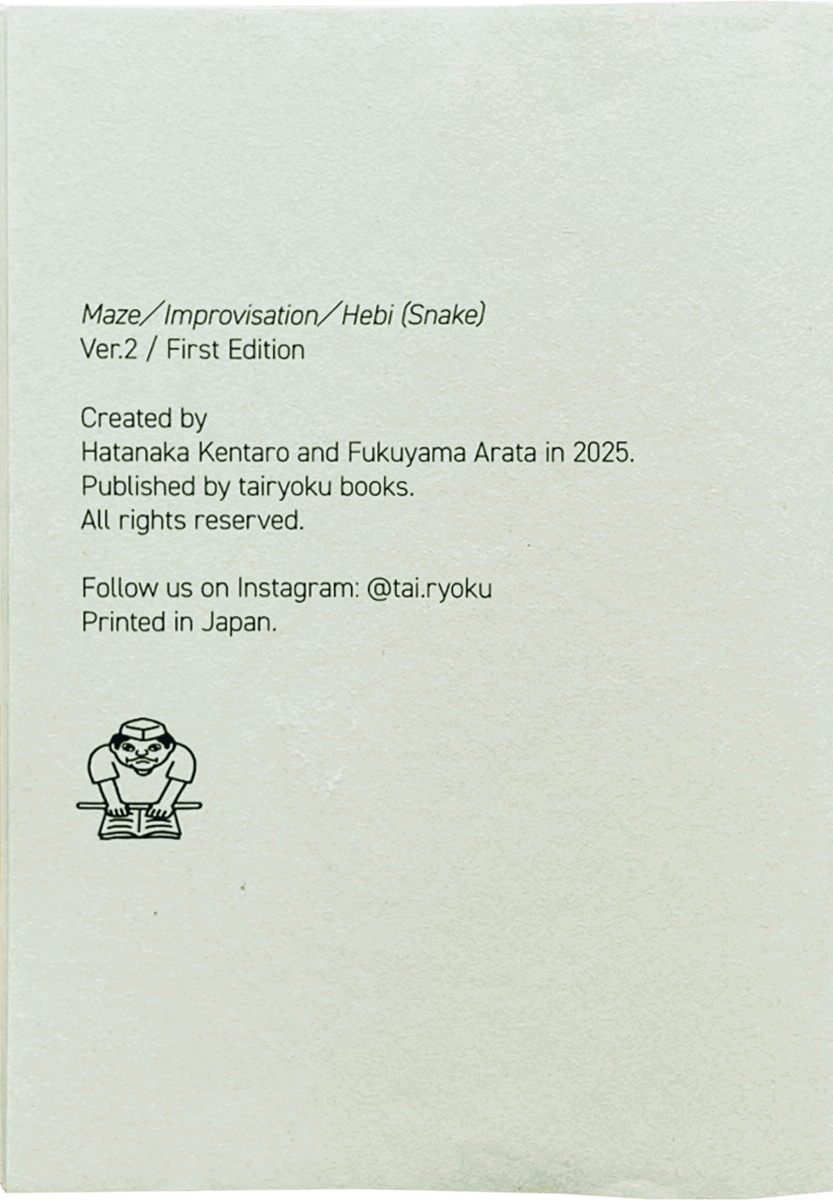 Maze／Improvisation／Hebi (Snake)
Ver.2 / First Edition
Created by
Hatanaka Kentaro and Fukuyama Arata in 2025.
Published by tairyoku books.
All rights reserved.
Follow us on Instagram: @tai.ryoku
Printed in Japan.